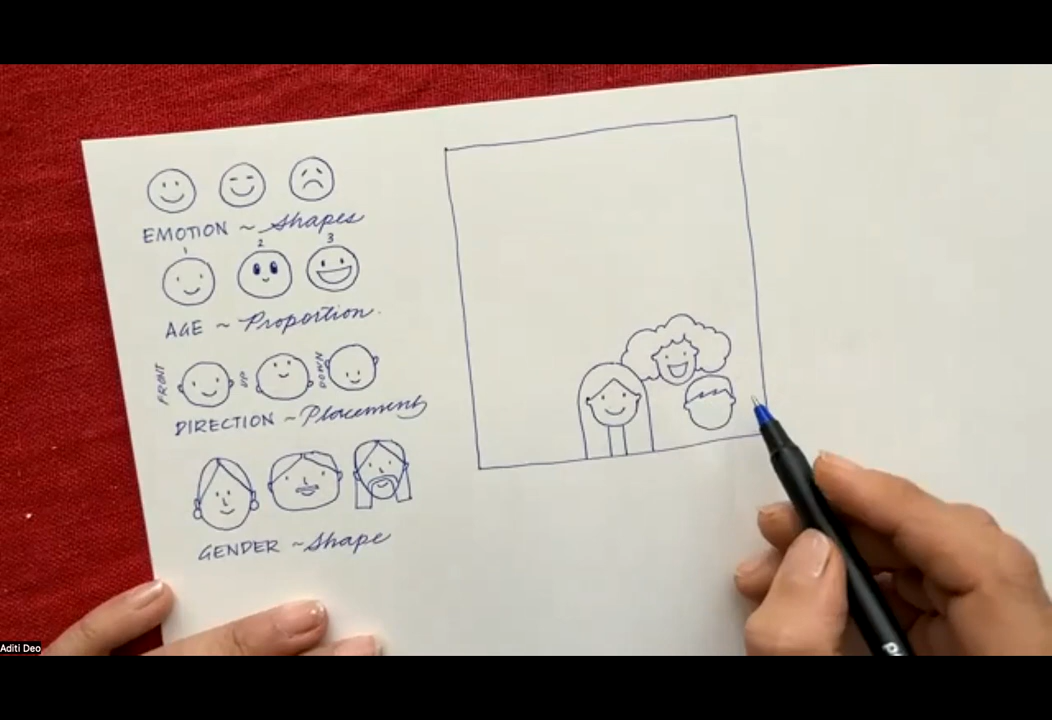 EMOTION ~ Shapes
1 2 3
AGE ~ Proportion.
FRONT UP DOWN
DIRECTION ~ Placement
GENDER ~ Shape
Aditi Deo